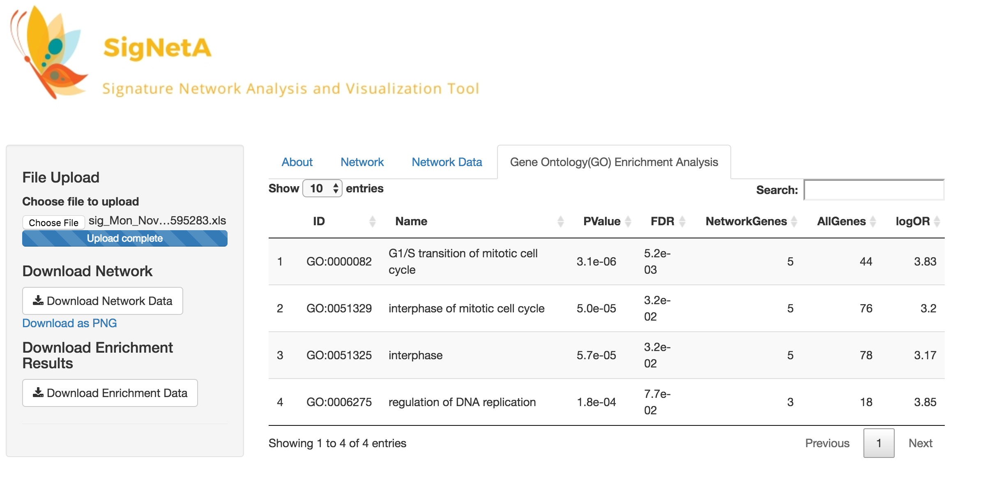 SigNetA
Signature Network Analysis and Visualization Tool
File Upload
Choose file to upload
Choose File sig_Mon_Nov...595283.xls
Upload complete
Download Network
Download Network Data
Download as PNG
Download Enrichment
Results
Download Enrichment Data
About Network Network Data Gene Ontology(GO) Enrichment Analysis
Show 10 entries Search:
ID Name PValue FDR NetworkGenes AllGenes logOR
1 GO:0000082 G1/S transition of mitotic cell cycle 3.1e-06 5.2e-03 5 44 3.83
2 GO:0051329 interphase of mitotic cell cycle 5.0e-05 3.2e-02 5 76 3.2
3 GO:0051325 interphase 5.7e-05 3.2e-02 5 78 3.17
4 GO:0006275 regulation of DNA replication 1.8e-04 7.7e-02 3 18 3.85
Showing 1 to 4 of 4 entries Previous 1 Next